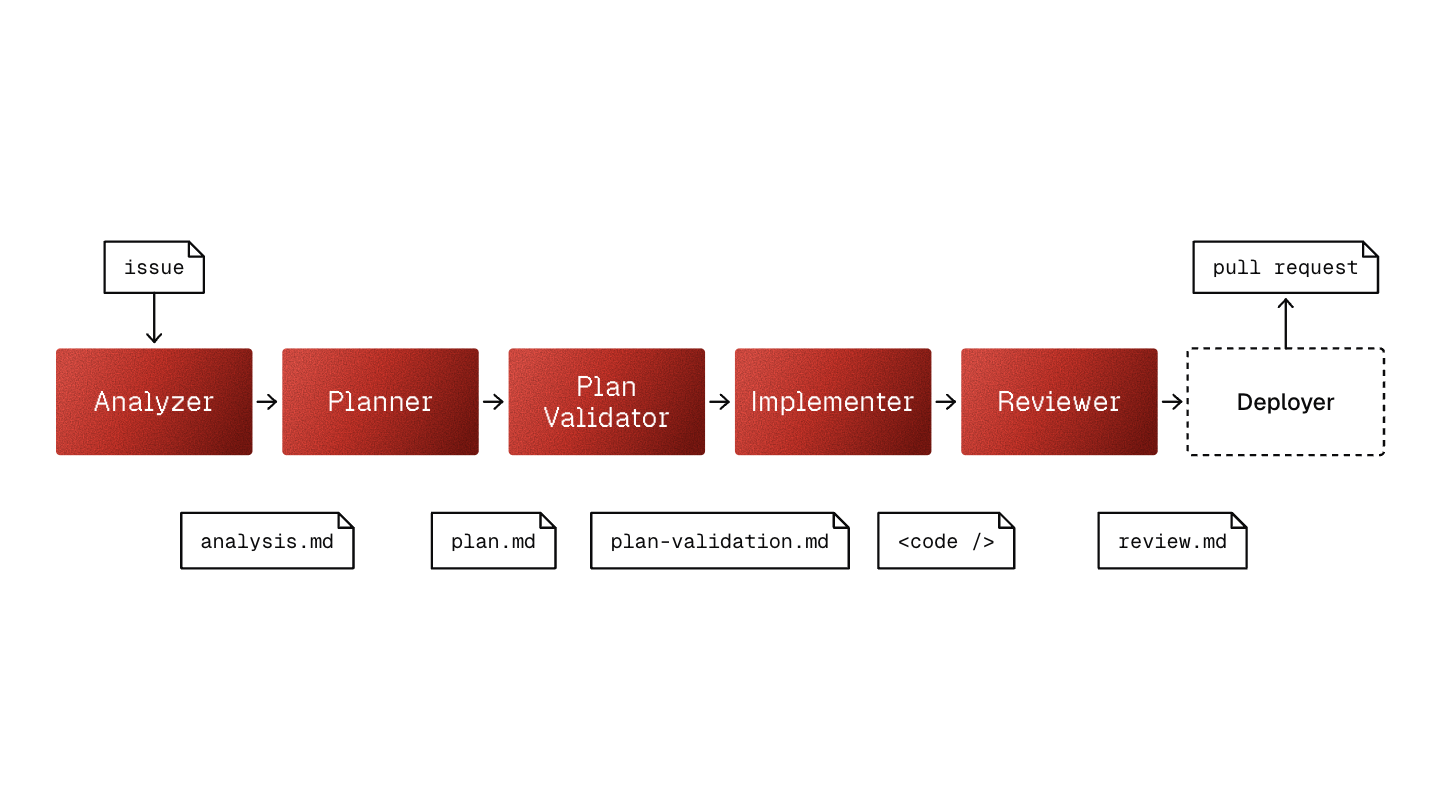 issue
pull request
Analyzer
Planner
Plan
Validator
Implementer
Reviewer
Deployer
analysis.md
plan.md
plan-validation.md
<code />
review.md